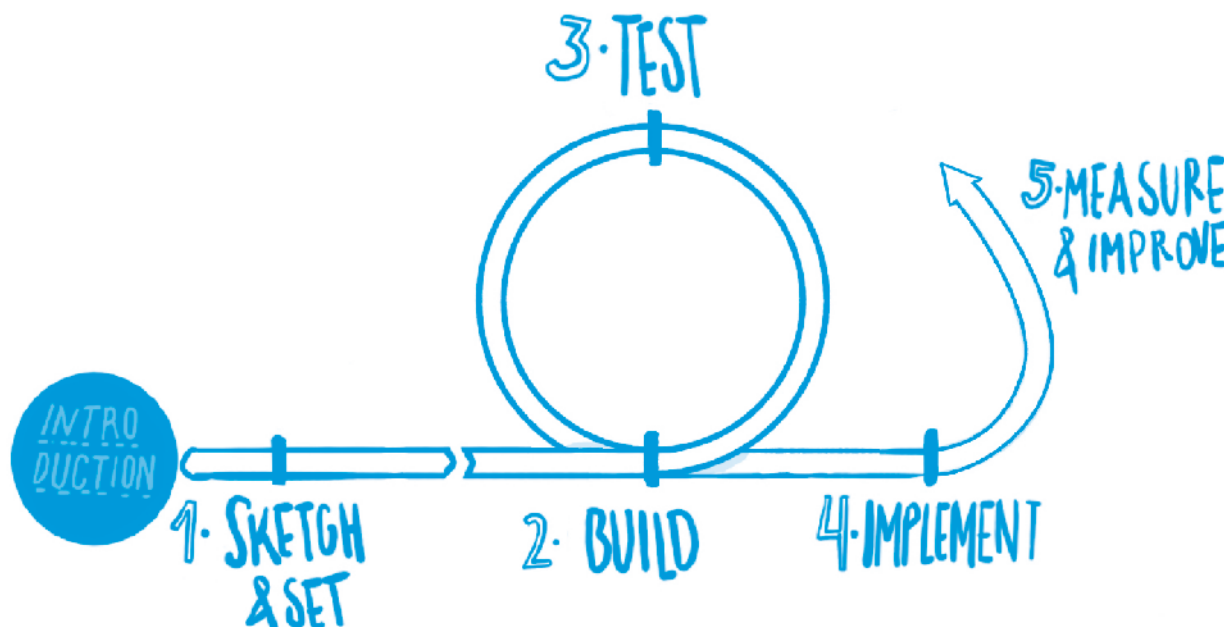 INTRO
DUCTION
1. SKETCH
& SET
2. BUILD
3. TEST
4. IMPLEMENT
5. MEASURE
& IMPROVE